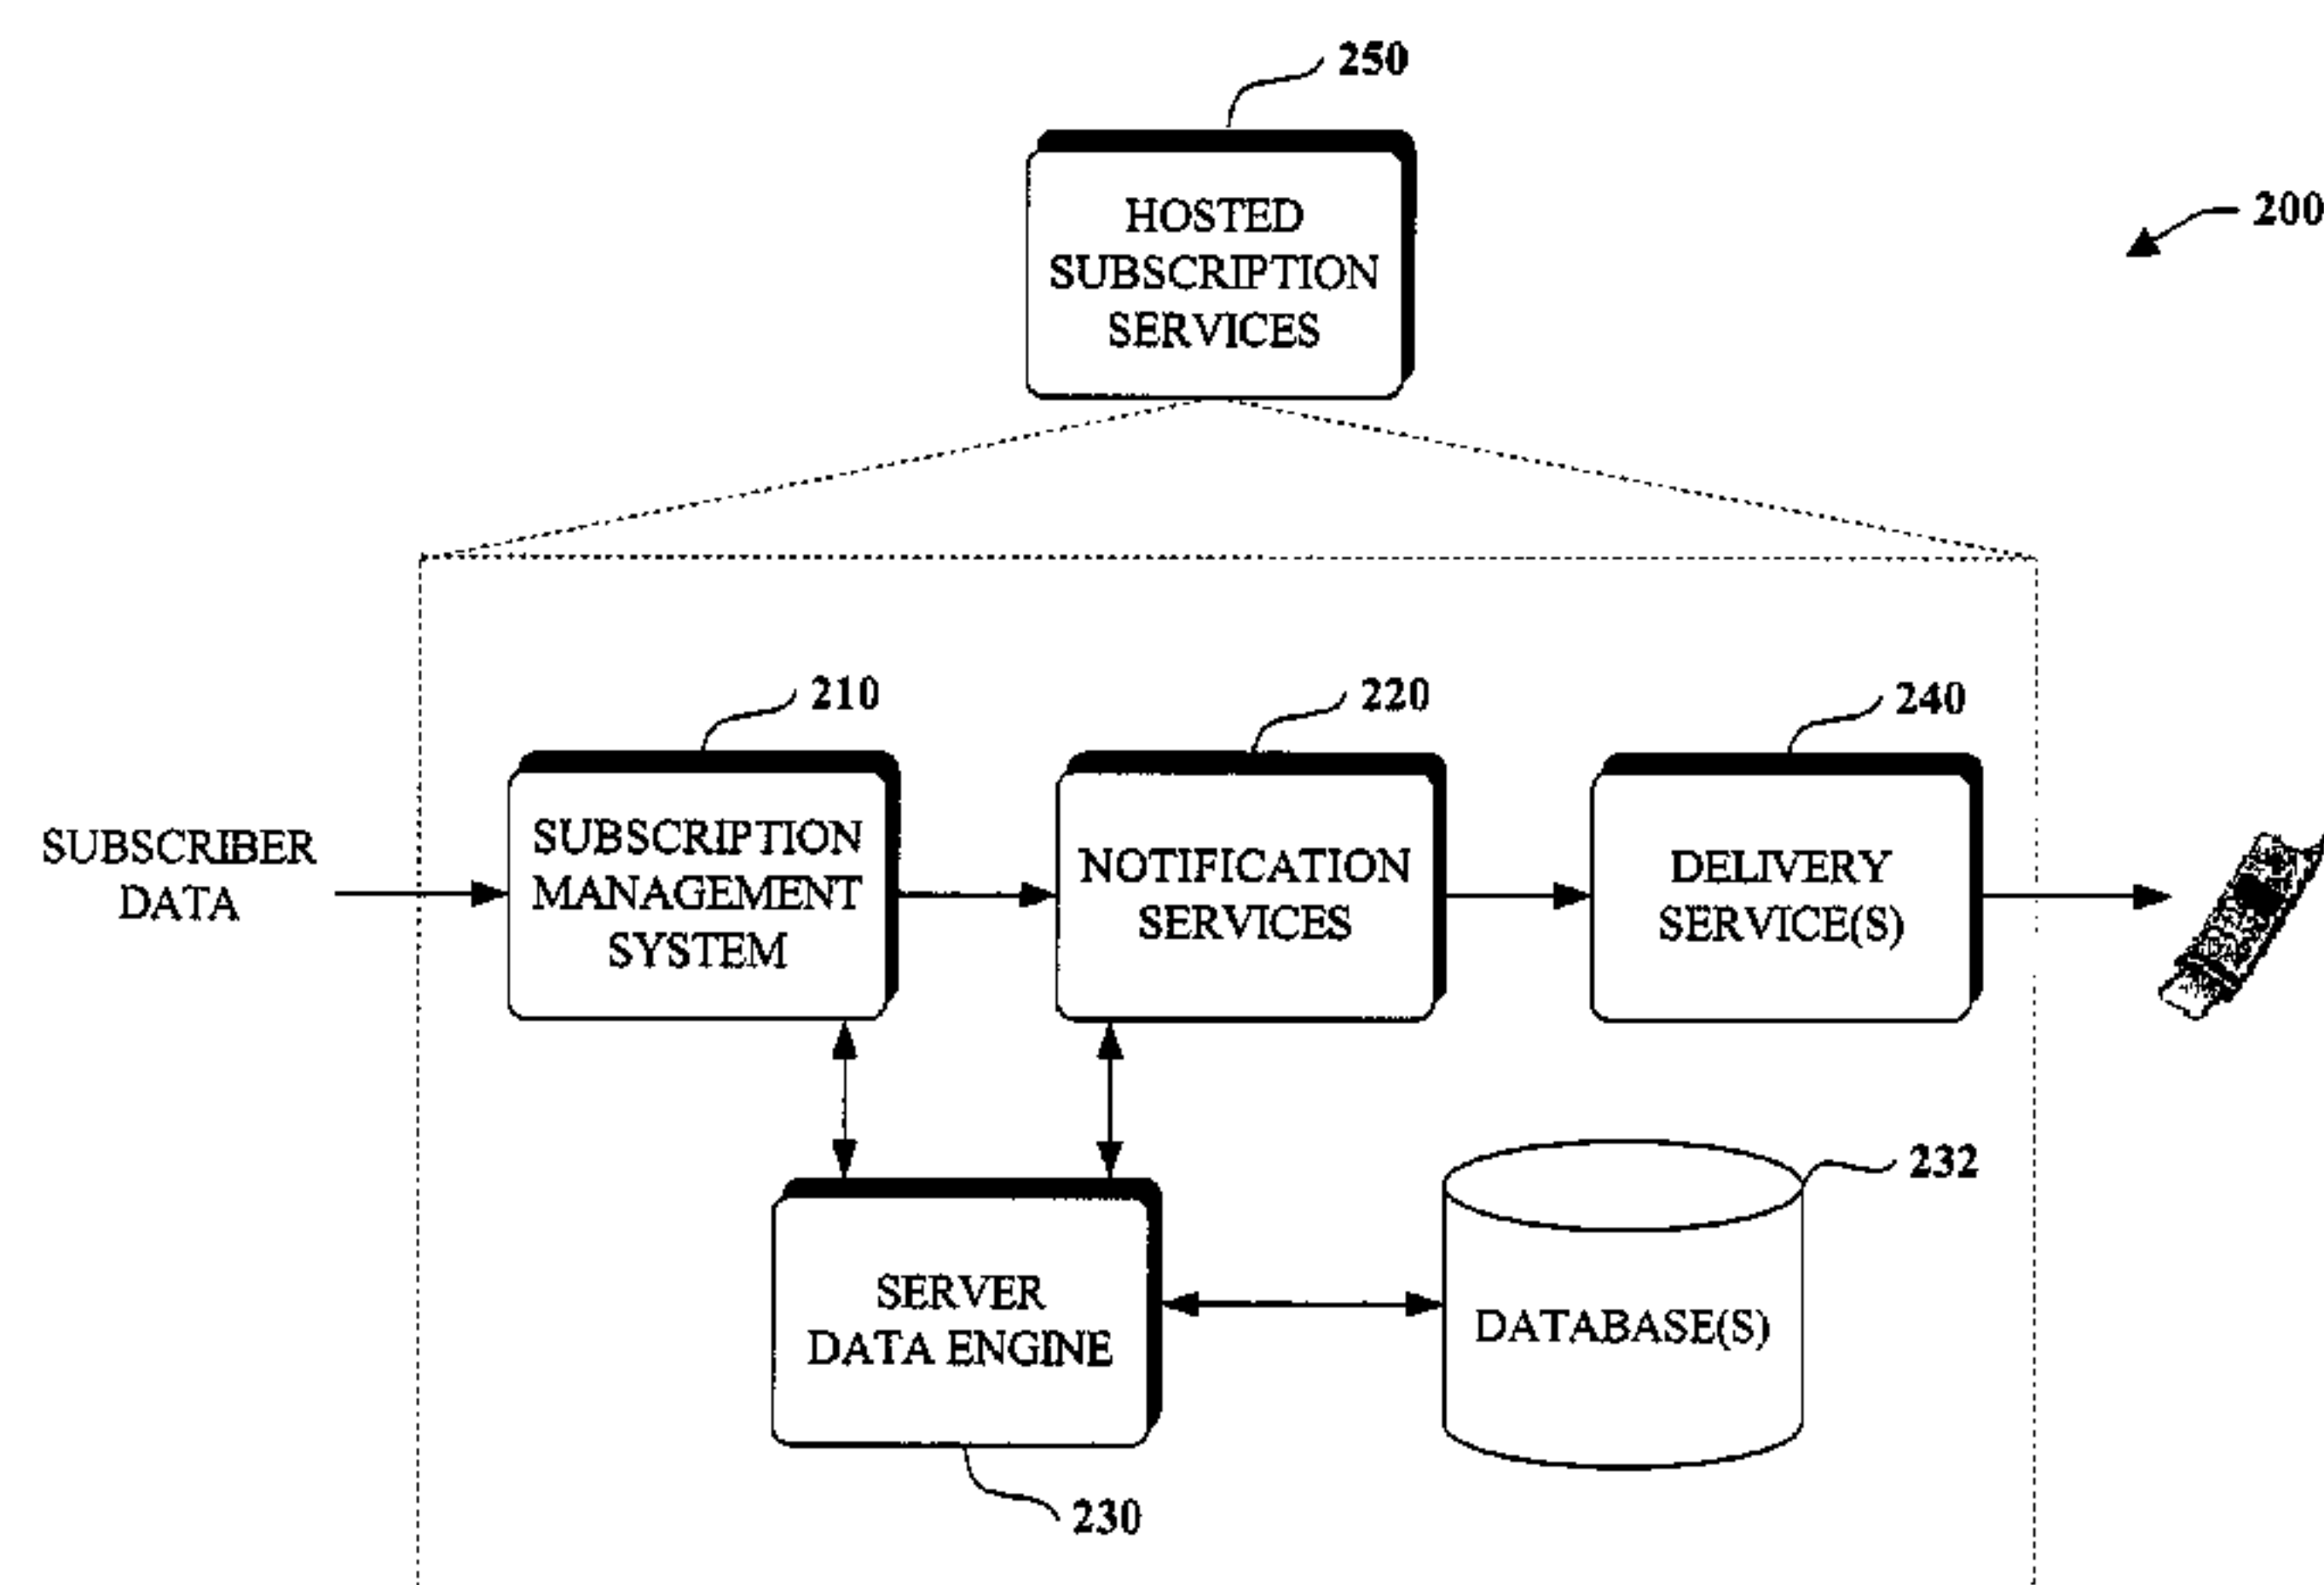 250
HOSTED
SUBSCRIPTION
SERVICES
200
210
220
240
SUBSCRIBER
DATA
SUBSCRIPTION
MANAGEMENT
SYSTEM
NOTIFICATION
SERVICES
DELIVERY
SERVICE(S)
232
SERVER
DATA ENGINE
DATABASE(S)
230